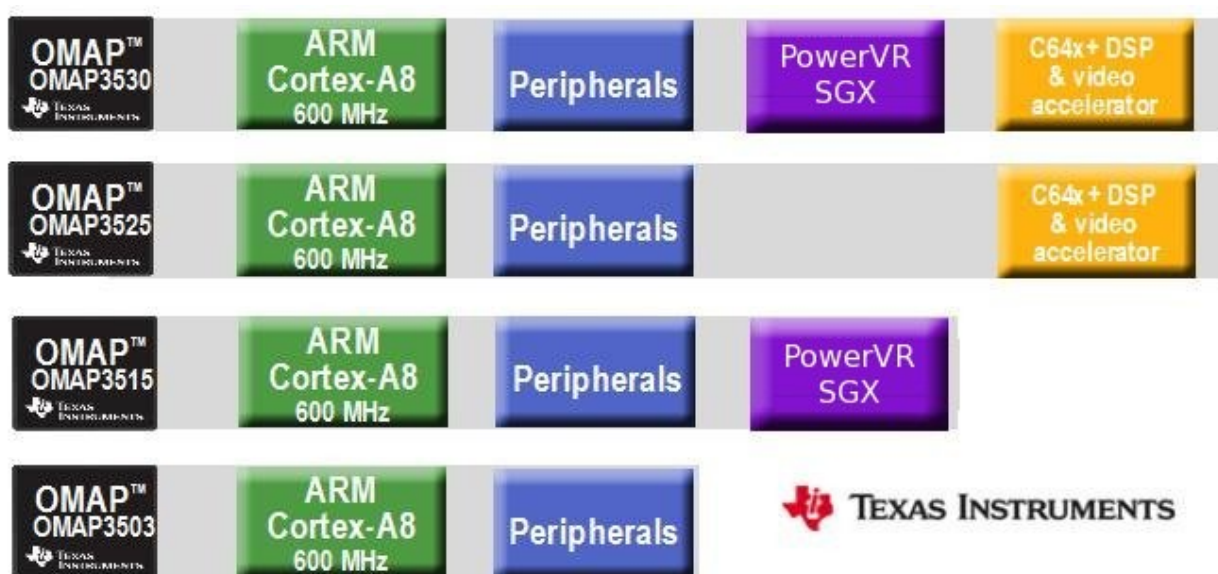 OMAP™
OMAP3530
TEXAS
INSTRUMENTS
ARM
Cortex-A8
600 MHz
Peripherals
PowerVR
SGX
C64x+ DSP
& video
accelerator
OMAP™
OMAP3525
TEXAS
INSTRUMENTS
ARM
Cortex-A8
600 MHz
Peripherals
C64x+ DSP
& video
accelerator
OMAP™
OMAP3515
TEXAS
INSTRUMENTS
ARM
Cortex-A8
600 MHz
Peripherals
PowerVR
SGX
OMAP™
OMAP3503
TEXAS
INSTRUMENTS
ARM
Cortex-A8
600 MHz
Peripherals
TEXAS INSTRUMENTS